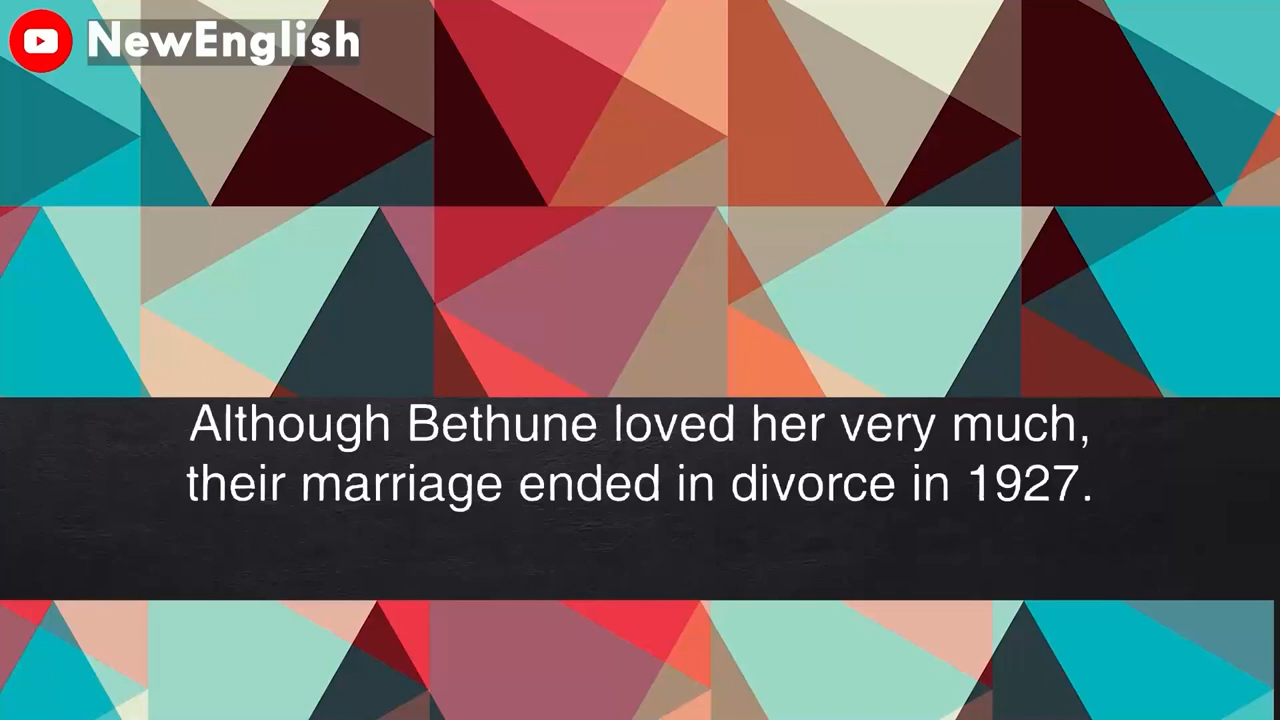 NewEnglish
Although Bethune loved her very much,
their marriage ended in divorce in 1927.